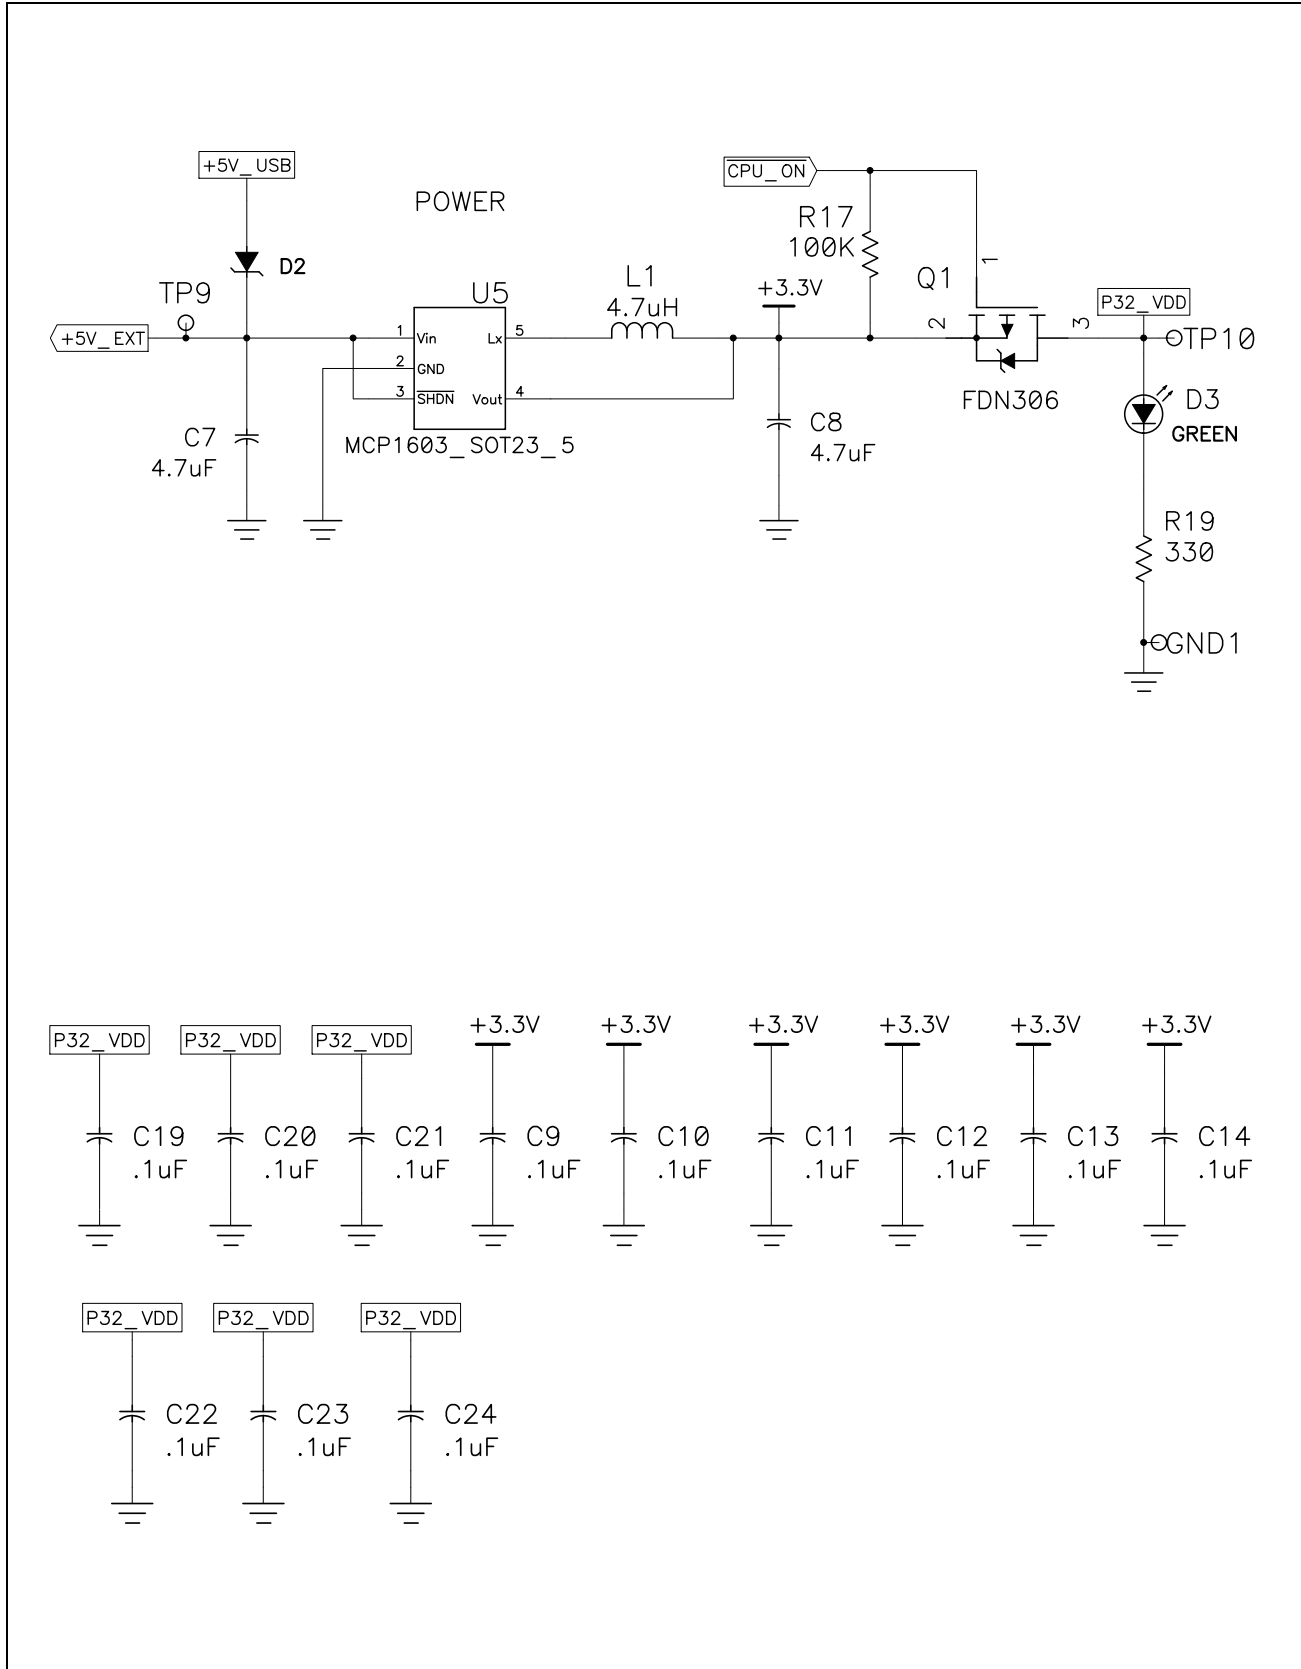 +5V_USB
POWER
D2
TP9
+5V_EXT
C7
4.7uF
U5
1
Vin
2
GND
3
SHDN
Lx
5
Vout
4
MCP1603_SOT23_5
L1
4.7uH
+3.3V
C8
4.7uF
CPU_ON
R17
100K
Q1
1
2
3
FDN306
P32_VDD
TP10
D3
GREEN
R19
330
GND1
P32_VDD
C19
.1uF
P32_VDD
C20
.1uF
P32_VDD
C21
.1uF
+3.3V
C9
.1uF
+3.3V
C10
.1uF
+3.3V
C11
.1uF
+3.3V
C12
.1uF
+3.3V
C13
.1uF
+3.3V
C14
.1uF
P32_VDD
C22
.1uF
P32_VDD
C23
.1uF
P32_VDD
C24
.1uF